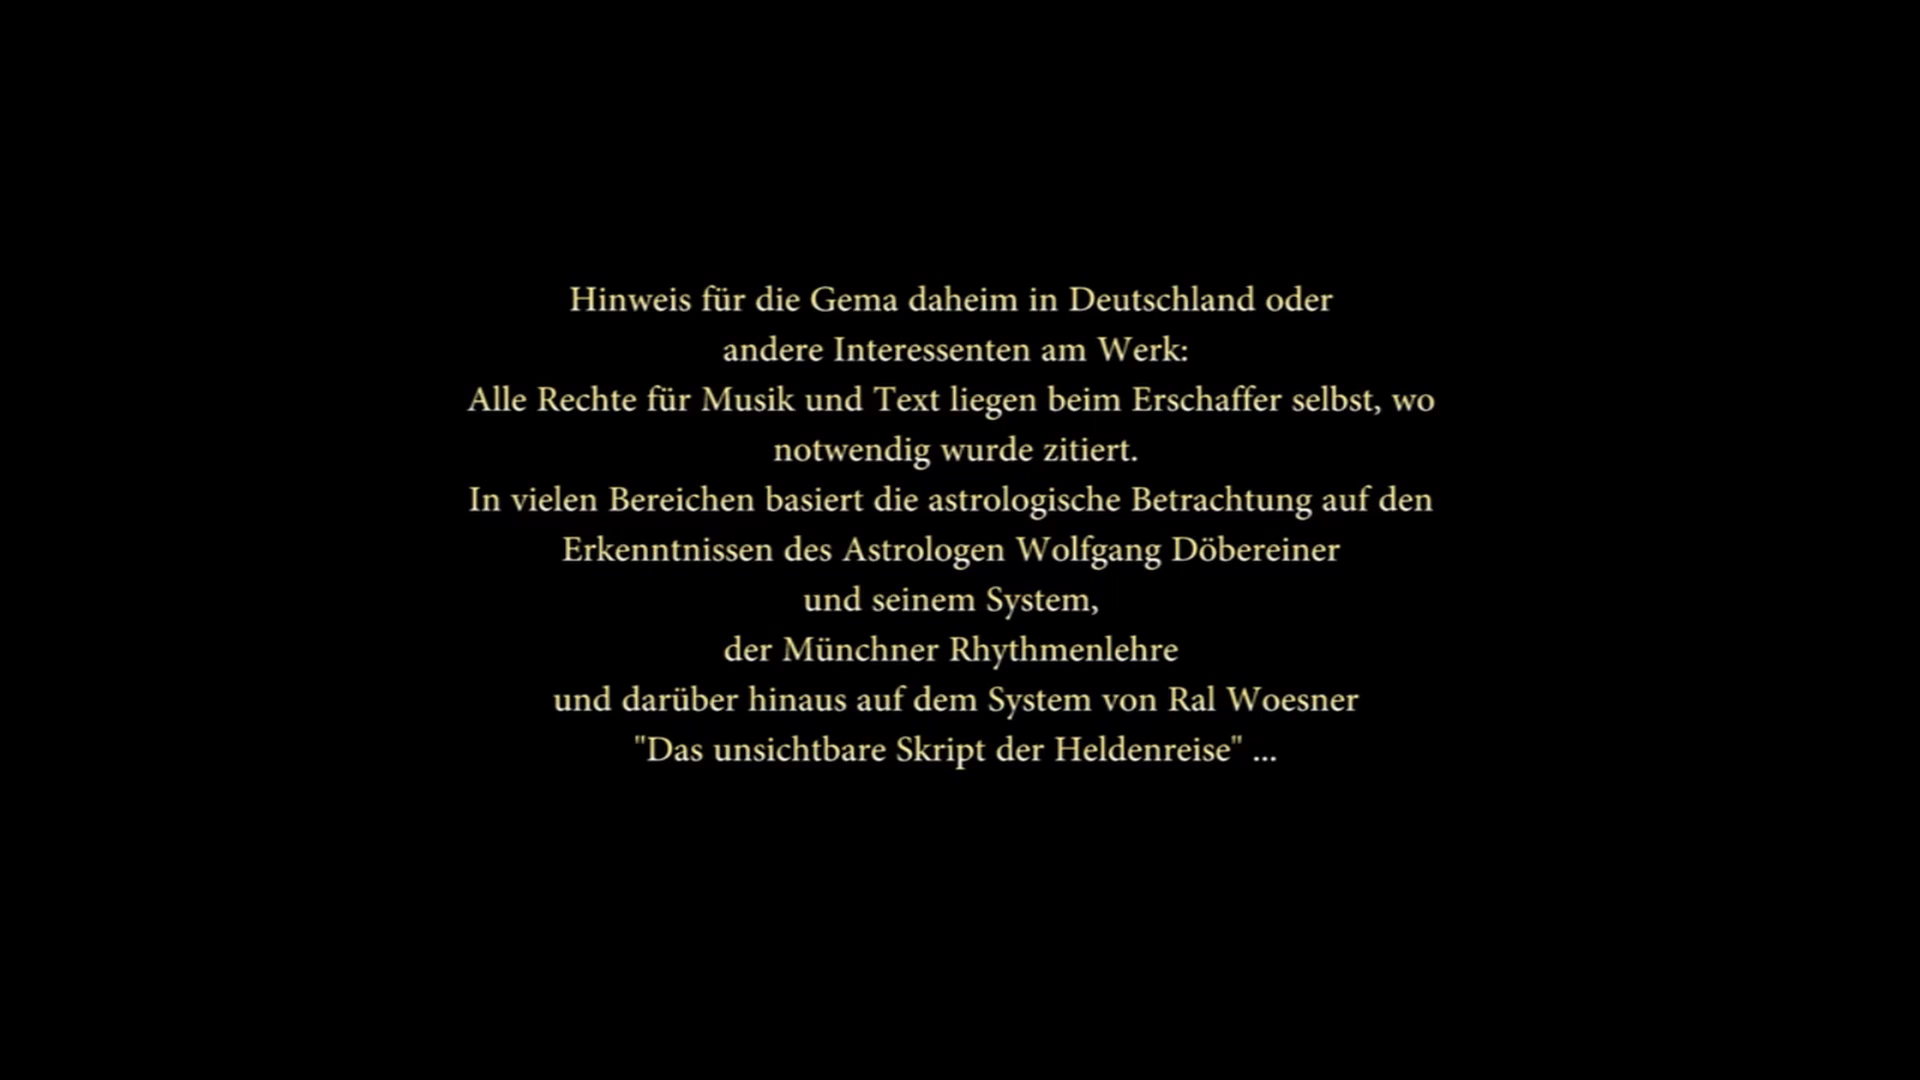 Hinweis für die Gema daheim in Deutschland oder
andere Interessenten am Werk:
Alle Rechte für Musik und Text liegen beim Erschaffer selbst, wo
notwendig wurde zitiert.
In vielen Bereichen basiert die astrologische Betrachtung auf den
Erkenntnissen des Astrologen Wolfgang Döbereiner
und seinem System,
der Münchner Rhythmenlehre
und darüber hinaus auf dem System von Ral Woesner
"Das unsichtbare Skript der Heldenreise" ...